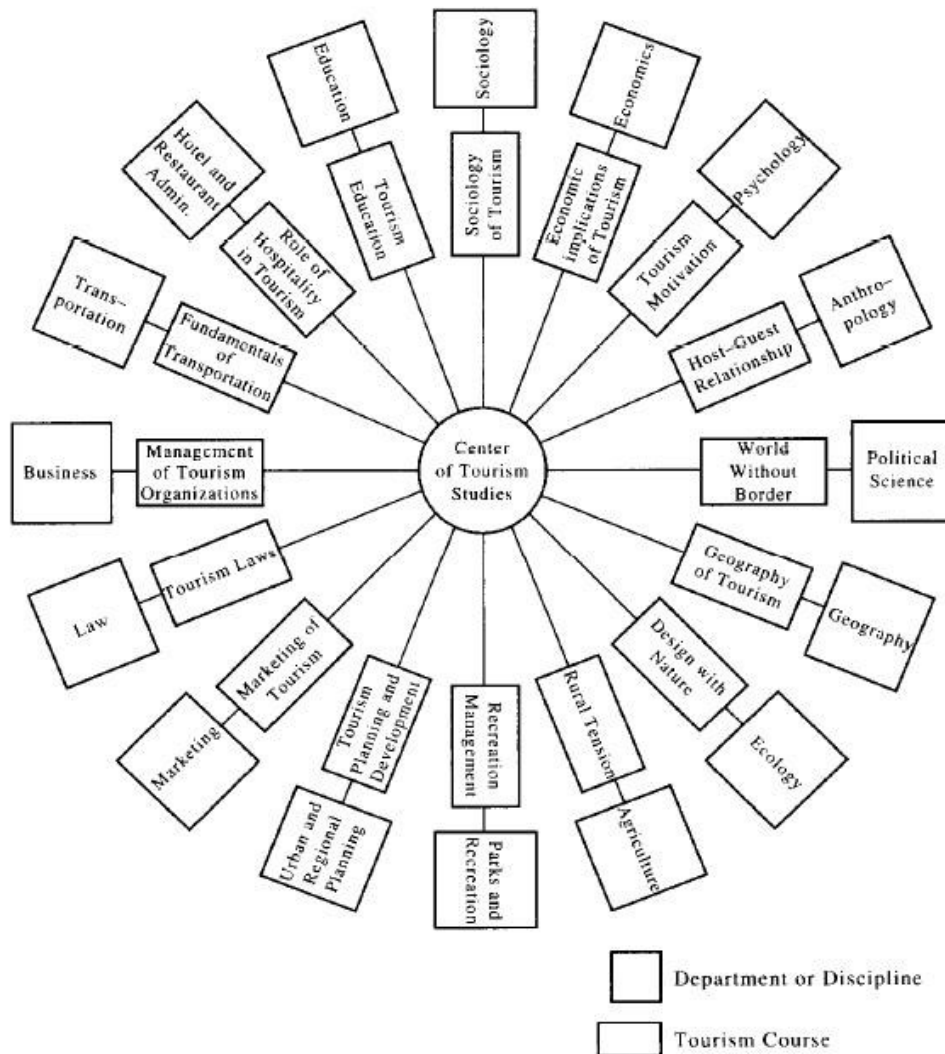 Sociology
Sociology
of Tourism
Economics
Economic
implications
of Tourism
Psychology
Tourism
Motivation
Anthro–
pology
Host–Guest
Relationship
Political
Science
World
Without
Border
Geography
Geography
of Tourism
Ecology
Design with
Nature
Agriculture
Rural Tension
Parks and
Recreation
Recreation
Management
Urban and
Regional
Planning
Tourism
Planning and
Development
Marketing
Marketing of
Tourism
Law
Tourism Laws
Business
Management
of Tourism
Organizations
Trans–
portation
Fundamentals
of
Transportation
Hotel and
Restaurant
Admin.
Role of
Hospitality
in Tourism
Education
Tourism
Education
Center
of Tourism
Studies
Department or Discipline
Tourism Course